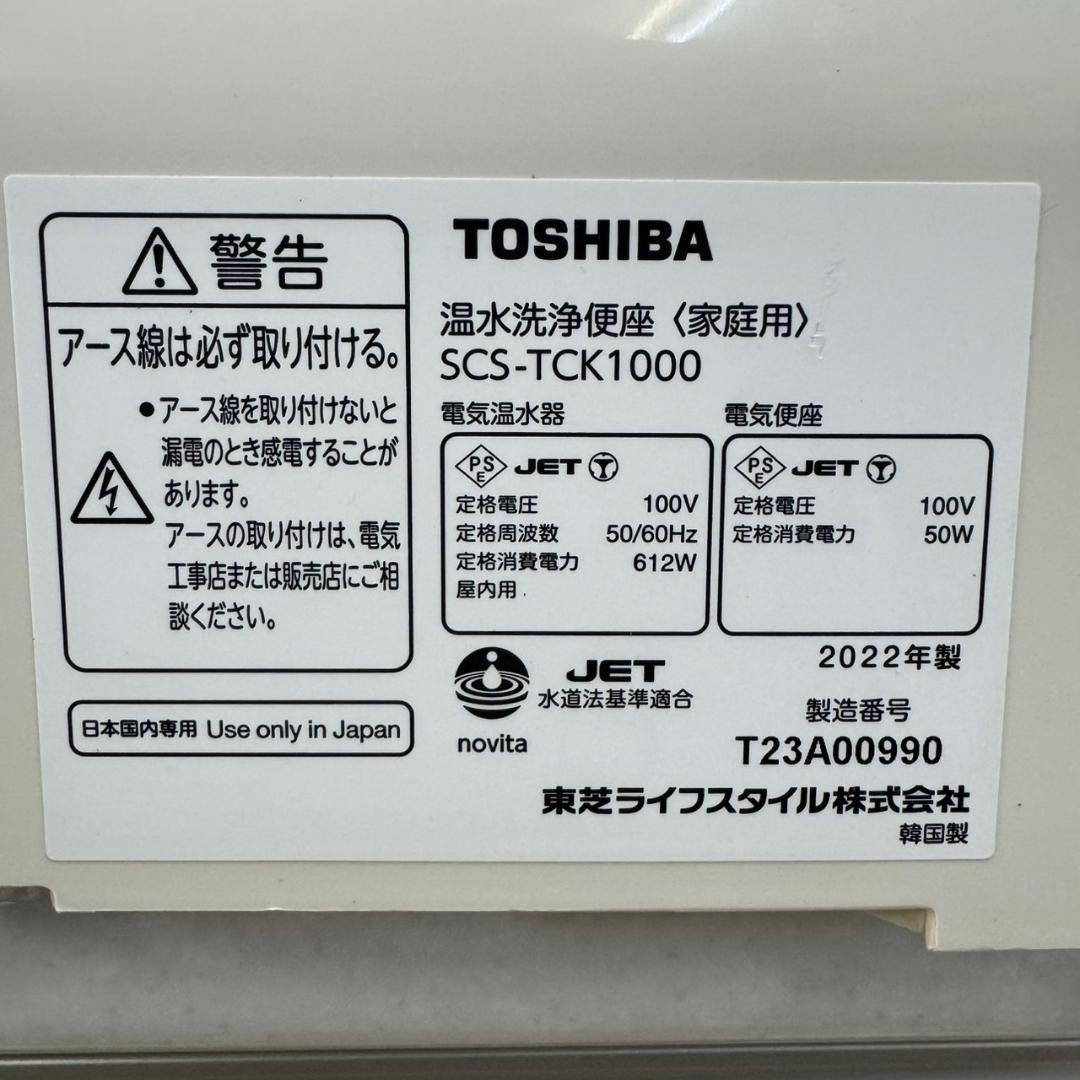 警告
アース線は必ず取り付ける。
●アース線を取り付けないと
漏電のとき感電することが
あります。
アースの取り付けは、電気
工事店または販売店にご相
談ください。
日本国内専用 Use only in Japan
TOSHIBA
温水洗浄便座〈家庭用〉
SCS-TCK1000
電気温水器
PSE JET
定格電圧 100V
定格周波数 50/60Hz
定格消費電力 612W
屋内用
電気便座
PSE JET
定格電圧 100V
定格消費電力 50W
novita
JET
水道法基準適合
2022年製
製造番号
T23A00990
東芝ライフスタイル株式会社
韓国製